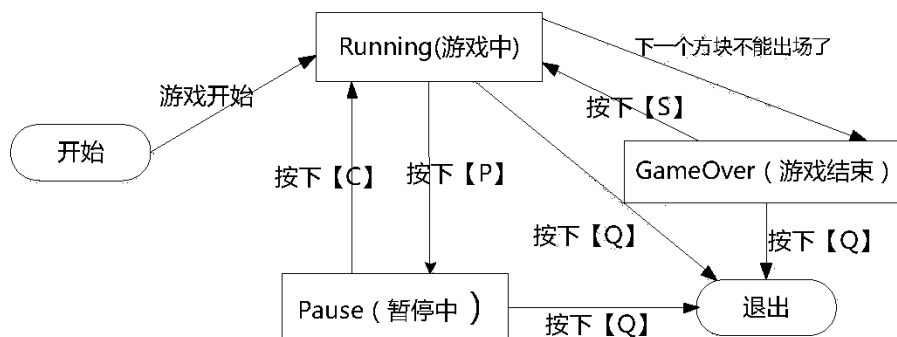 Running(游戏中)
下一个方块不能出场了
游戏开始
按下【S】
开始
按下【C】
按下【P】
GameOver（游戏结束）
按下【Q】
按下【Q】
Pause（暂停中）
按下【Q】
退出